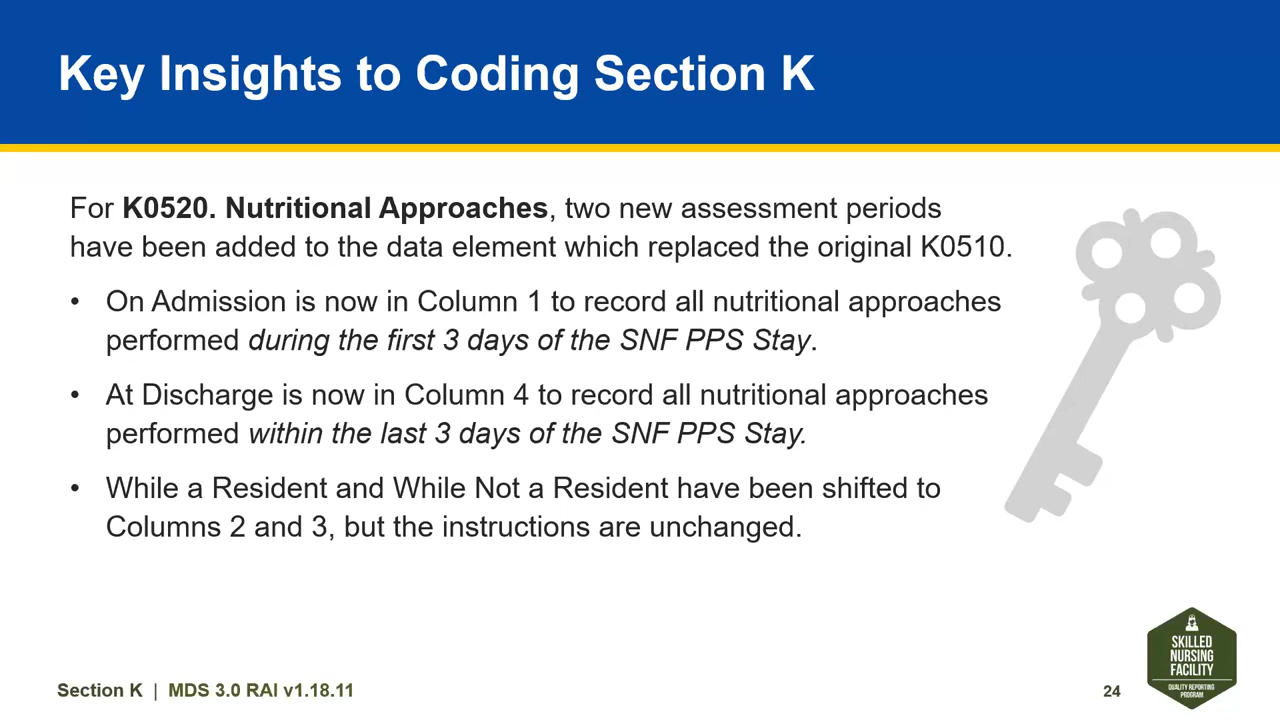 Key Insights to Coding Section K
For K0520. Nutritional Approaches, two new assessment periods
have been added to the data element which replaced the original K0510.
• On Admission is now in Column 1 to record all nutritional approaches
performed during the first 3 days of the SNF PPS Stay.
• At Discharge is now in Column 4 to record all nutritional approaches
performed within the last 3 days of the SNF PPS Stay.
• While a Resident and While Not a Resident have been shifted to
Columns 2 and 3, but the instructions are unchanged.
SKILLED
NURSING
FACILITY
QUALITY REPORTING
PROGRAM
Section K | MDS 3.0 RAI v1.18.11
24